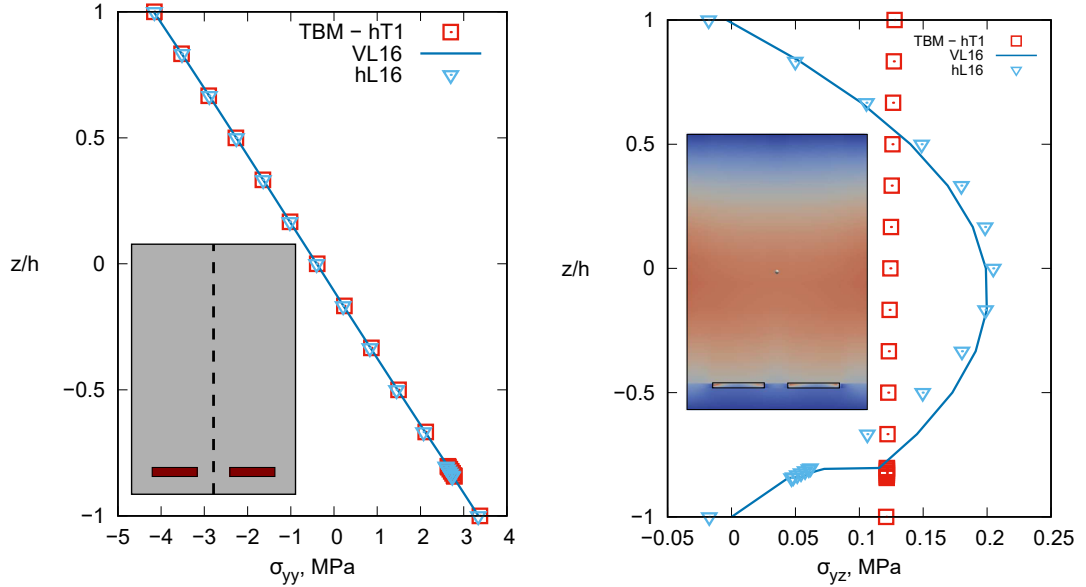 TBM − hT1
VL16
hL16
1
0.5
0
−0.5
−1
z/h
−5 −4 −3 −2 −1 0 1 2 3 4
σyy, MPa
TBM − hT1
VL16
hL16
1
0.5
0
−0.5
−1
z/h
−0.05 0 0.05 0.1 0.15 0.2 0.25
σyz, MPa